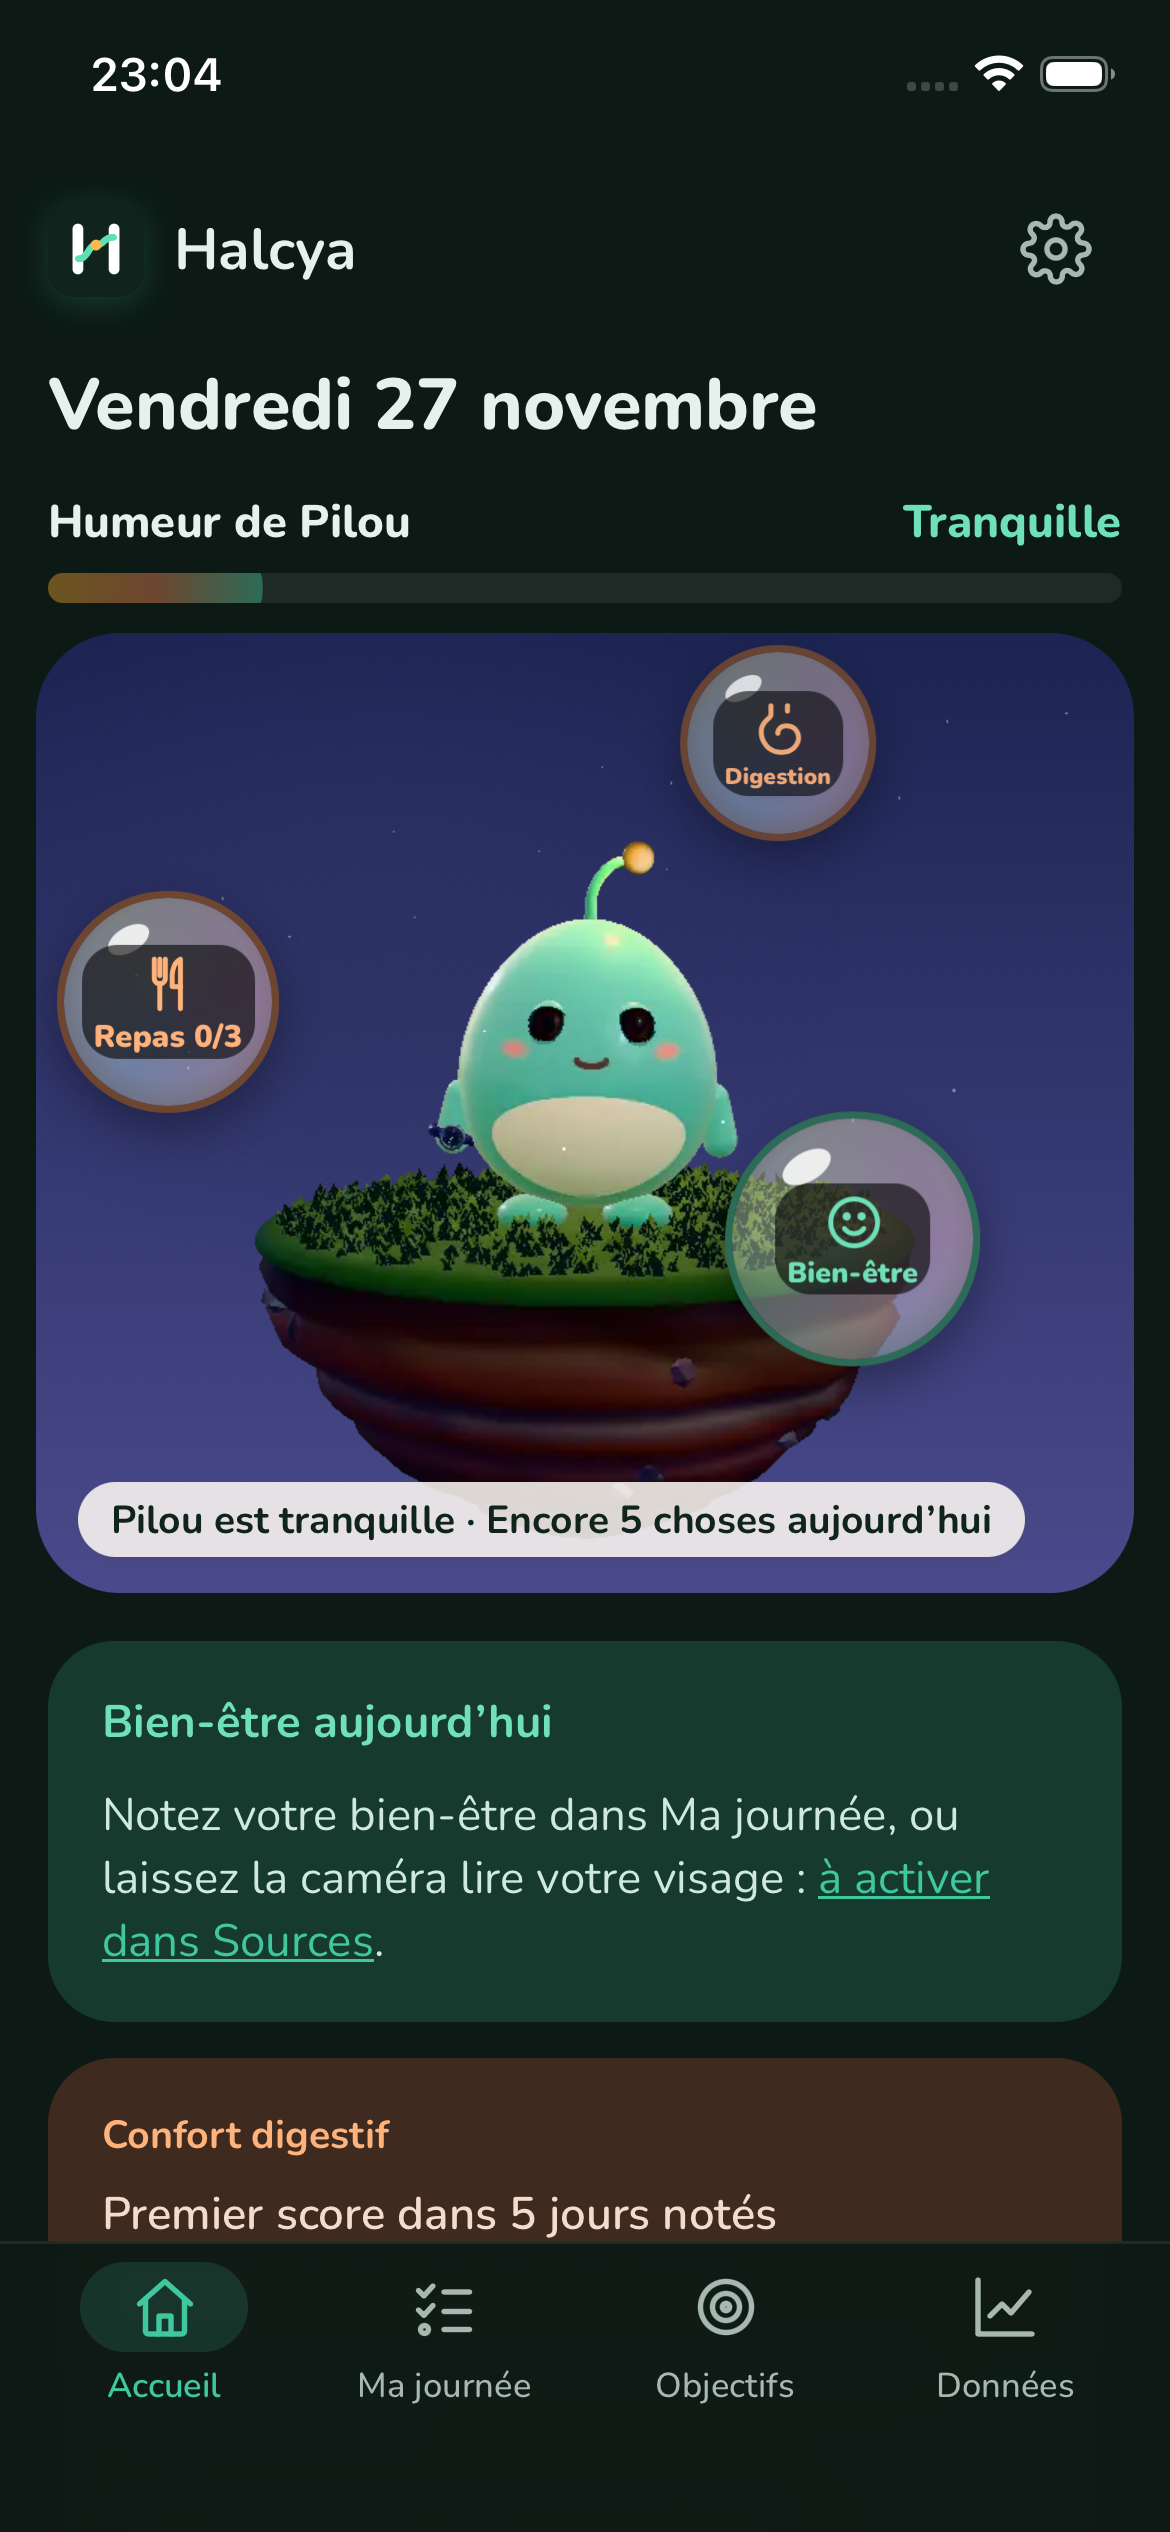 23:04
Halcya
Vendredi 27 novembre
Humeur de Pilou
Tranquille
Digestion
Repas 0/3
Bien-être
Pilou est tranquille · Encore 5 choses aujourd’hui
Bien-être aujourd’hui
Notez votre bien-être dans Ma journée, ou
laissez la caméra lire votre visage : à activer
dans Sources.
Confort digestif
Premier score dans 5 jours notés
Accueil
Ma journée
Objectifs
Données